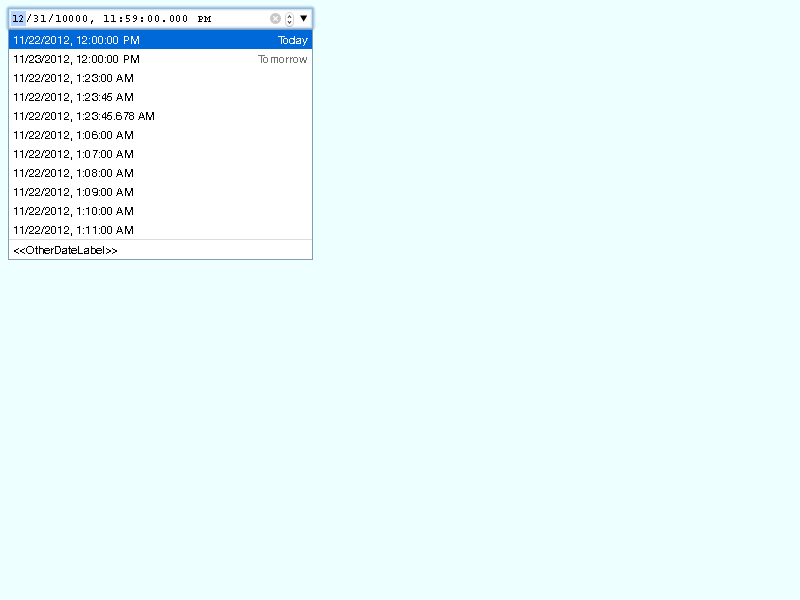 12/31/10000, 11:59:00.000 PM
11/22/2012, 12:00:00 PM Today
11/23/2012, 12:00:00 PM Tomorrow
11/22/2012, 1:23:00 AM
11/22/2012, 1:23:45 AM
11/22/2012, 1:23:45.678 AM
11/22/2012, 1:06:00 AM
11/22/2012, 1:07:00 AM
11/22/2012, 1:08:00 AM
11/22/2012, 1:09:00 AM
11/22/2012, 1:10:00 AM
11/22/2012, 1:11:00 AM
<<OtherDateLabel>>